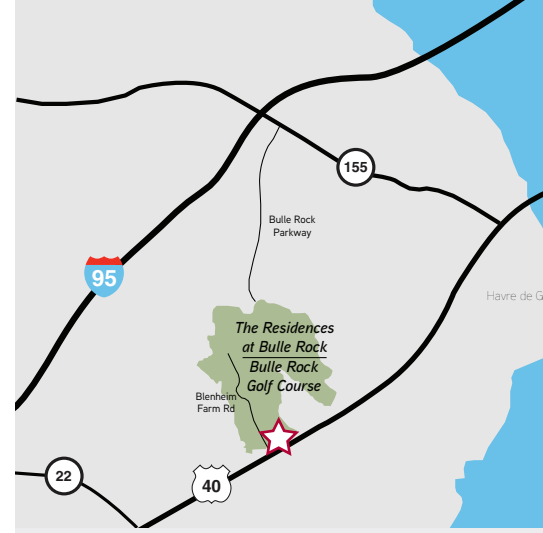 155
Bulle Rock
Parkway
95
Havre de G
The Residences
at Bulle Rock
Bulle Rock
Golf Course
Blenheim
Farm Rd
22
40